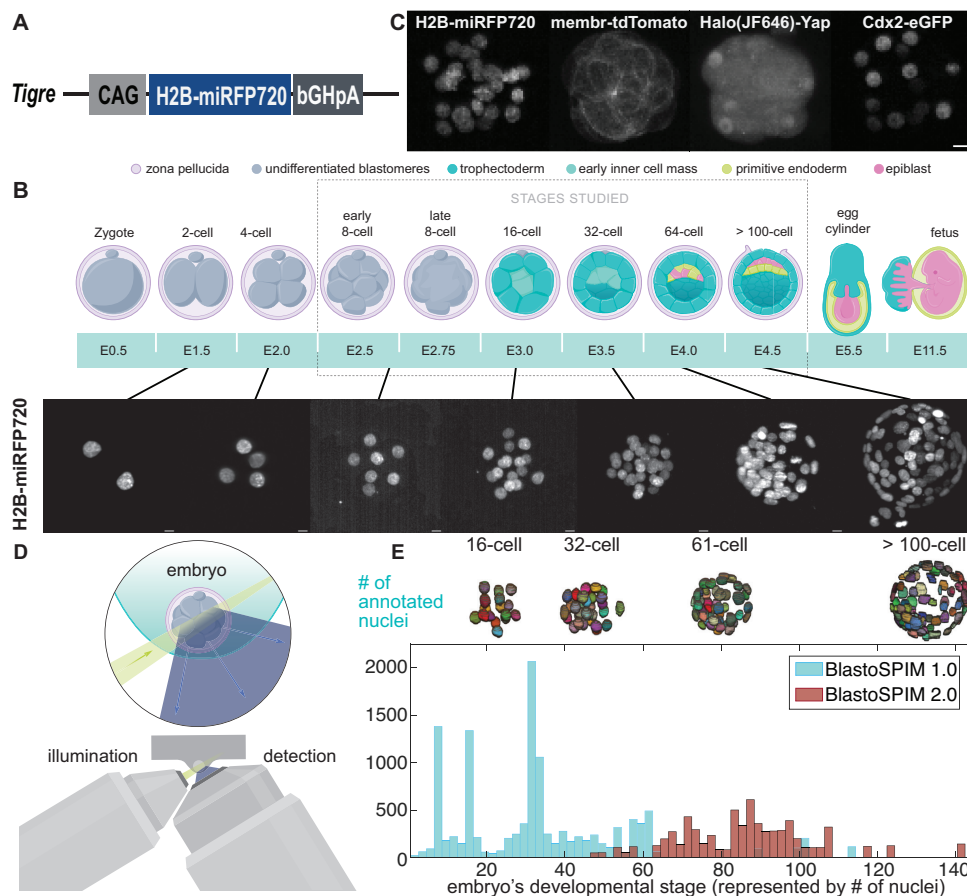 A
Tigre
CAG
H2B-miRFP720
bGHpA
C
H2B-miRFP720
membr-tdTomato
Halo(JF646)-Yap
Cdx2-eGFP
zona pellucida
undifferentiated blastomeres
trophectoderm
early inner cell mass
primitive endoderm
epiblast
B
STAGES STUDIED
Zygote
2-cell
4-cell
early
8-cell
late
8-cell
16-cell
32-cell
64-cell
> 100-cell
egg
cylinder
fetus
E0.5
E1.5
E2.0
E2.5
E2.75
E3.0
E3.5
E4.0
E4.5
E5.5
E11.5
H2B-miRFP720
D
embryo
illumination
detection
E
16-cell
32-cell
61-cell
> 100-cell
# of
annotated
nuclei
BlastoSPIM 1.0
BlastoSPIM 2.0
2000
1500
1000
500
0
20
40
60
80
100
120
140
embryo's developmental stage (represented by # of nuclei)